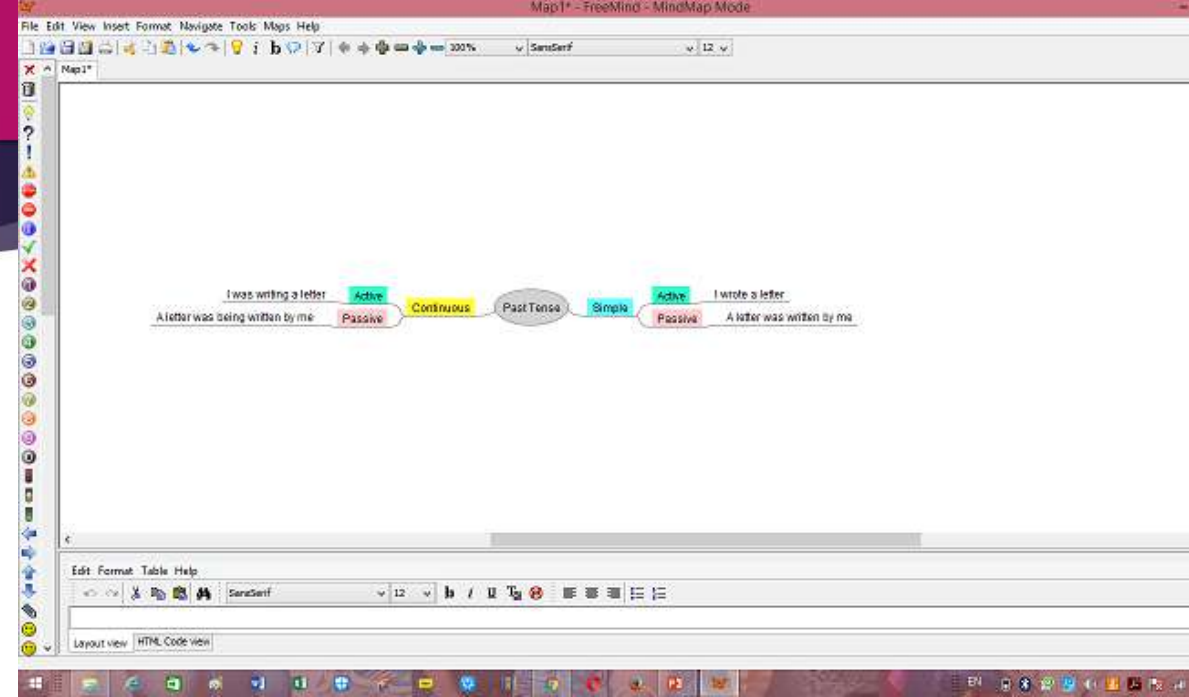 Map1* - FreeMind - MindMap Mode
File Edit View Insert Format Navigate Tools Maps Help
300% SansSerif 12
Map1*
I was writing a letter Active Continuous Past Tense Simple Active I wrote a letter
A letter was being written by me Passive Passive A letter was written by me
Edit Format Table Help
SansSerif 12
Layout view HTML Code view
EN